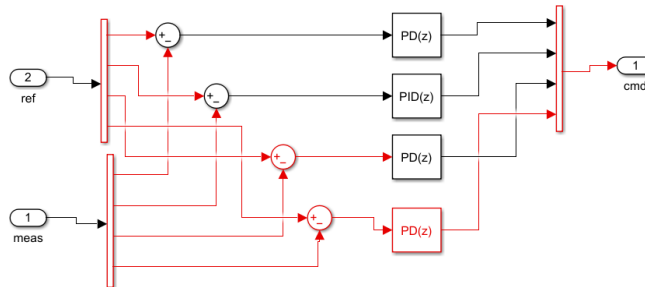 PD(z)
2
ref
PID(z)
1
cmd
PD(z)
1
meas
PD(z)
+
−
+
−
+
−
+
−